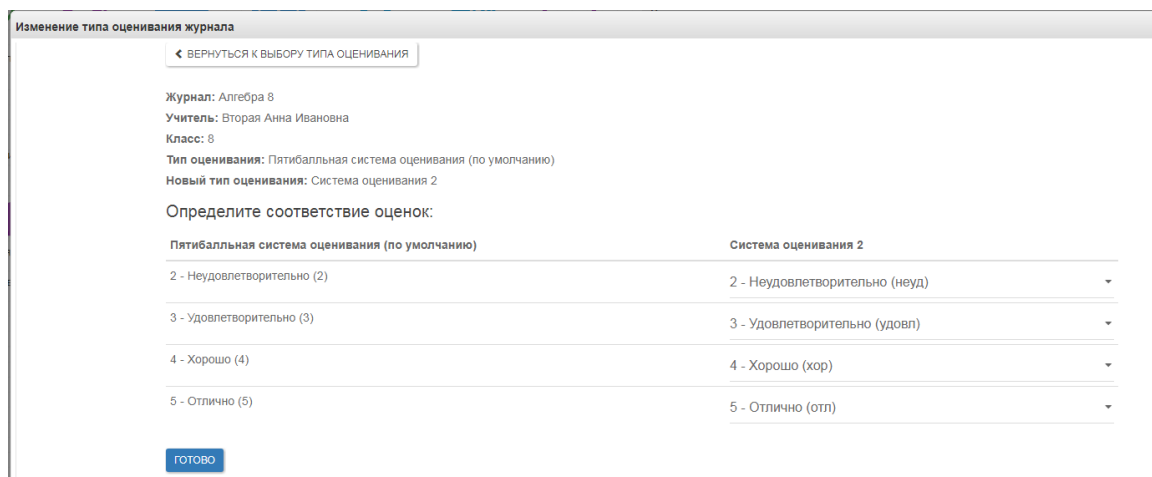 Изменение типа оценивания журнала
ВЕРНУТЬСЯ К ВЫБОРУ ТИПА ОЦЕНИВАНИЯ
Журнал: Алгебра 8
Учитель: Вторая Анна Ивановна
Класс: 8
Тип оценивания: Пятибалльная система оценивания (по умолчанию)
Новый тип оценивания: Система оценивания 2
Определите соответствие оценок:
Пятибалльная система оценивания (по умолчанию) Система оценивания 2
2 - Неудовлетворительно (2) 2 - Неудовлетворительно (неуд)
3 - Удовлетворительно (3) 3 - Удовлетворительно (удовл)
4 - Хорошо (4) 4 - Хорошо (хор)
5 - Отлично (5) 5 - Отлично (отл)
ГОТОВО